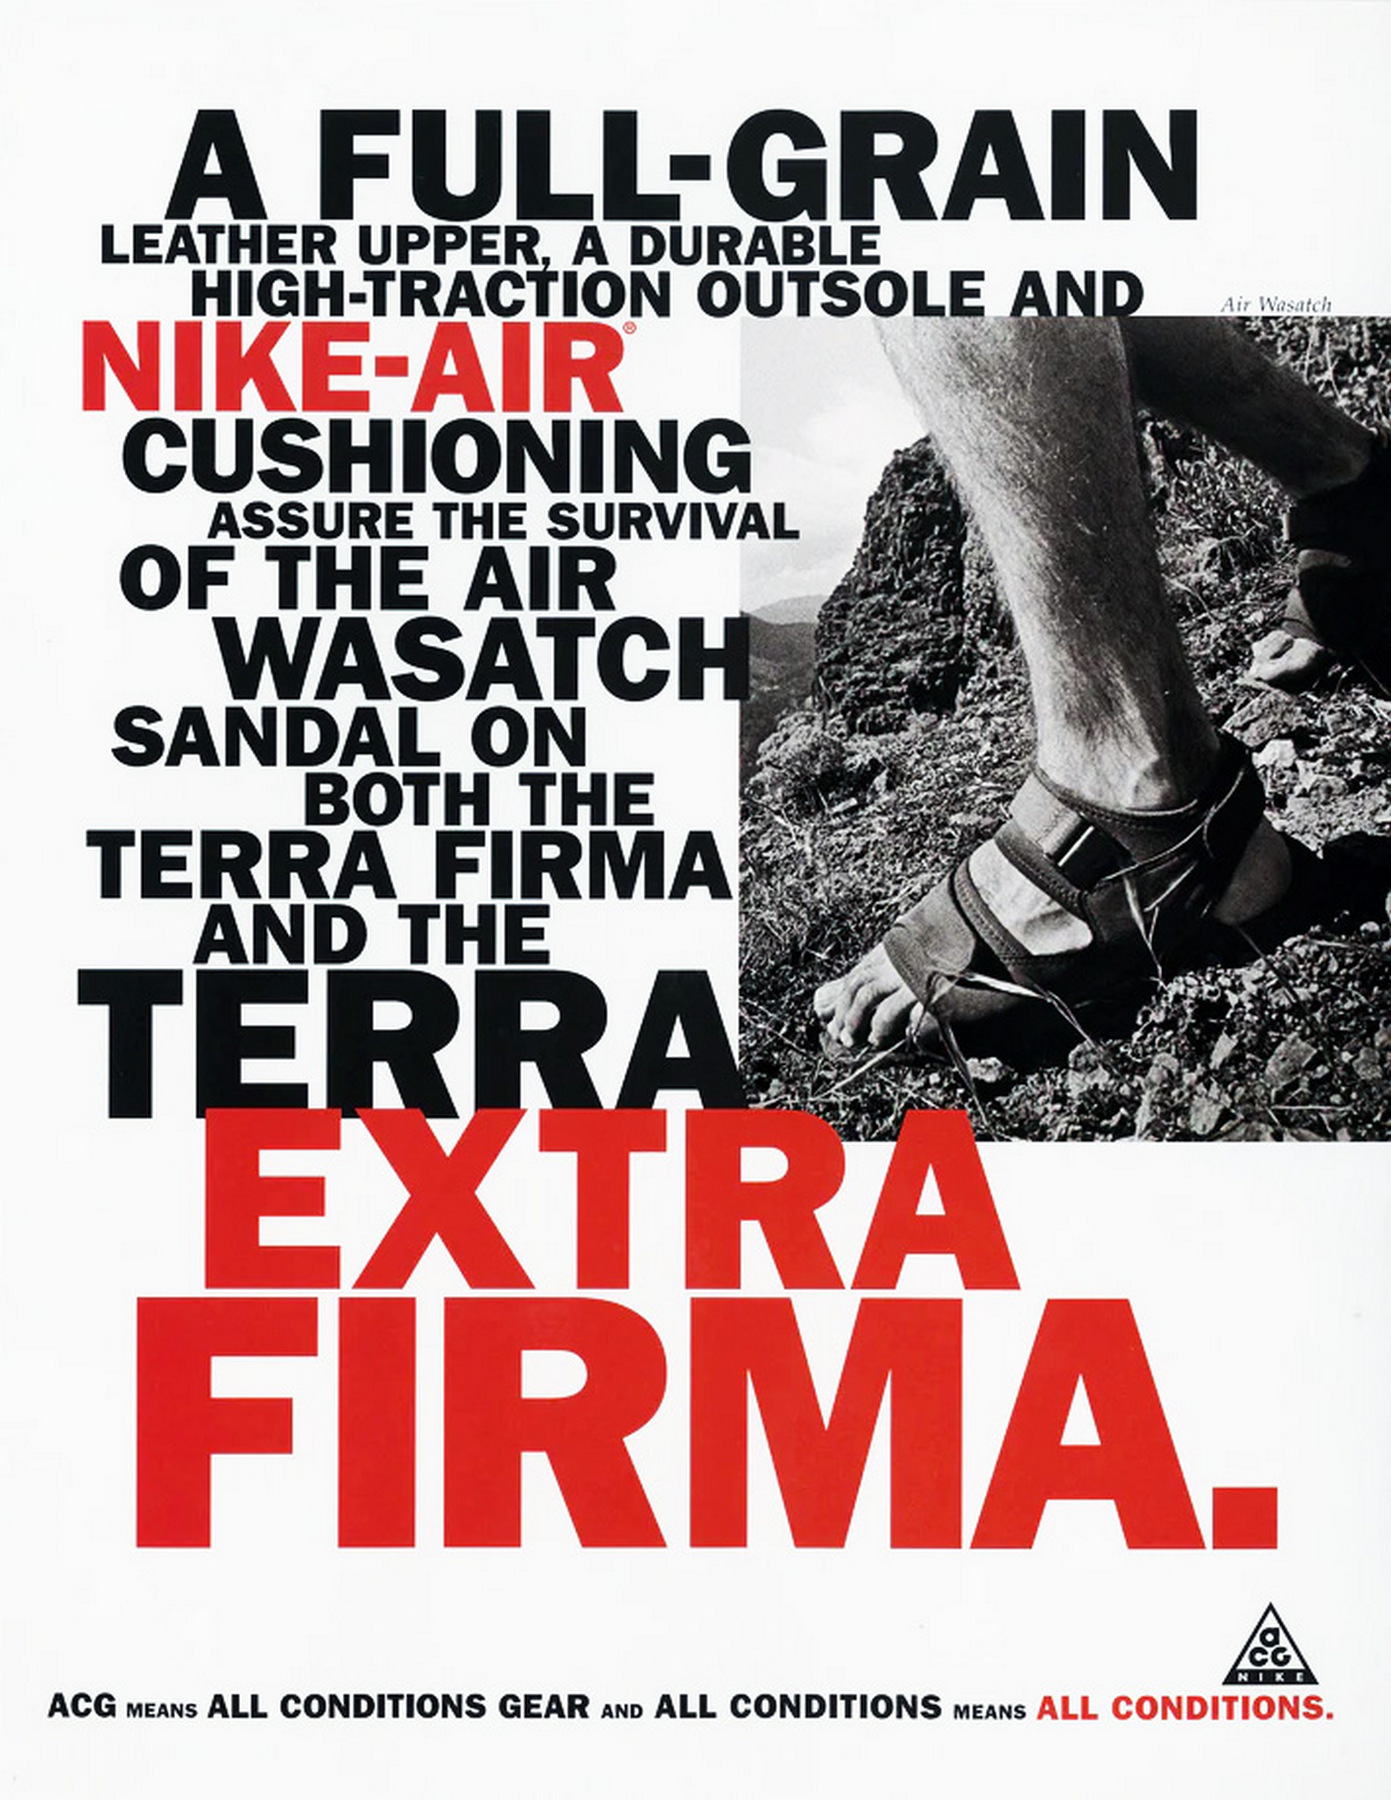 A FULL-GRAIN
LEATHER UPPER, A DURABLE
HIGH-TRACTION OUTSOLE AND
Air Wasatch
NIKE-AIR®
CUSHIONING
ASSURE THE SURVIVAL
OF THE AIR
WASATCH
SANDAL ON
BOTH THE
TERRA FIRMA
AND THE
TERRA
EXTRA
FIRMA.
aCG
NIKE
ACG MEANS ALL CONDITIONS GEAR AND ALL CONDITIONS MEANS ALL CONDITIONS.